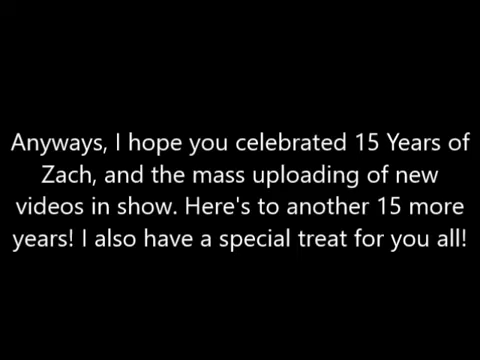 Anyways, I hope you celebrated 15 Years of
Zach, and the mass uploading of new
videos in show. Here's to another 15 more
years! I also have a special treat for you all!